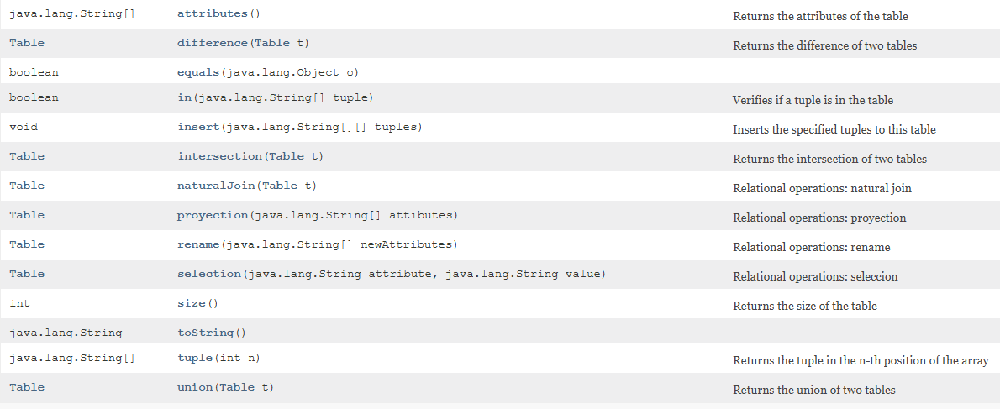 java.lang.String[] attributes() Returns the attributes of the table
Table difference(Table t) Returns the difference of two tables
boolean equals(java.lang.Object o)
boolean in(java.lang.String[] tuple) Verifies if a tuple is in the table
void insert(java.lang.String[][] tuples) Inserts the specified tuples to this table
Table intersection(Table t) Returns the intersection of two tables
Table naturalJoin(Table t) Relational operations: natural join
Table proyection(java.lang.String[] attibutes) Relational operations: proyection
Table rename(java.lang.String[] newAttributes) Relational operations: rename
Table selection(java.lang.String attribute, java.lang.String value) Relational operations: seleccion
int size() Returns the size of the table
java.lang.String toString()
java.lang.String[] tuple(int n) Returns the tuple in the n-th position of the array
Table union(Table t) Returns the union of two tables